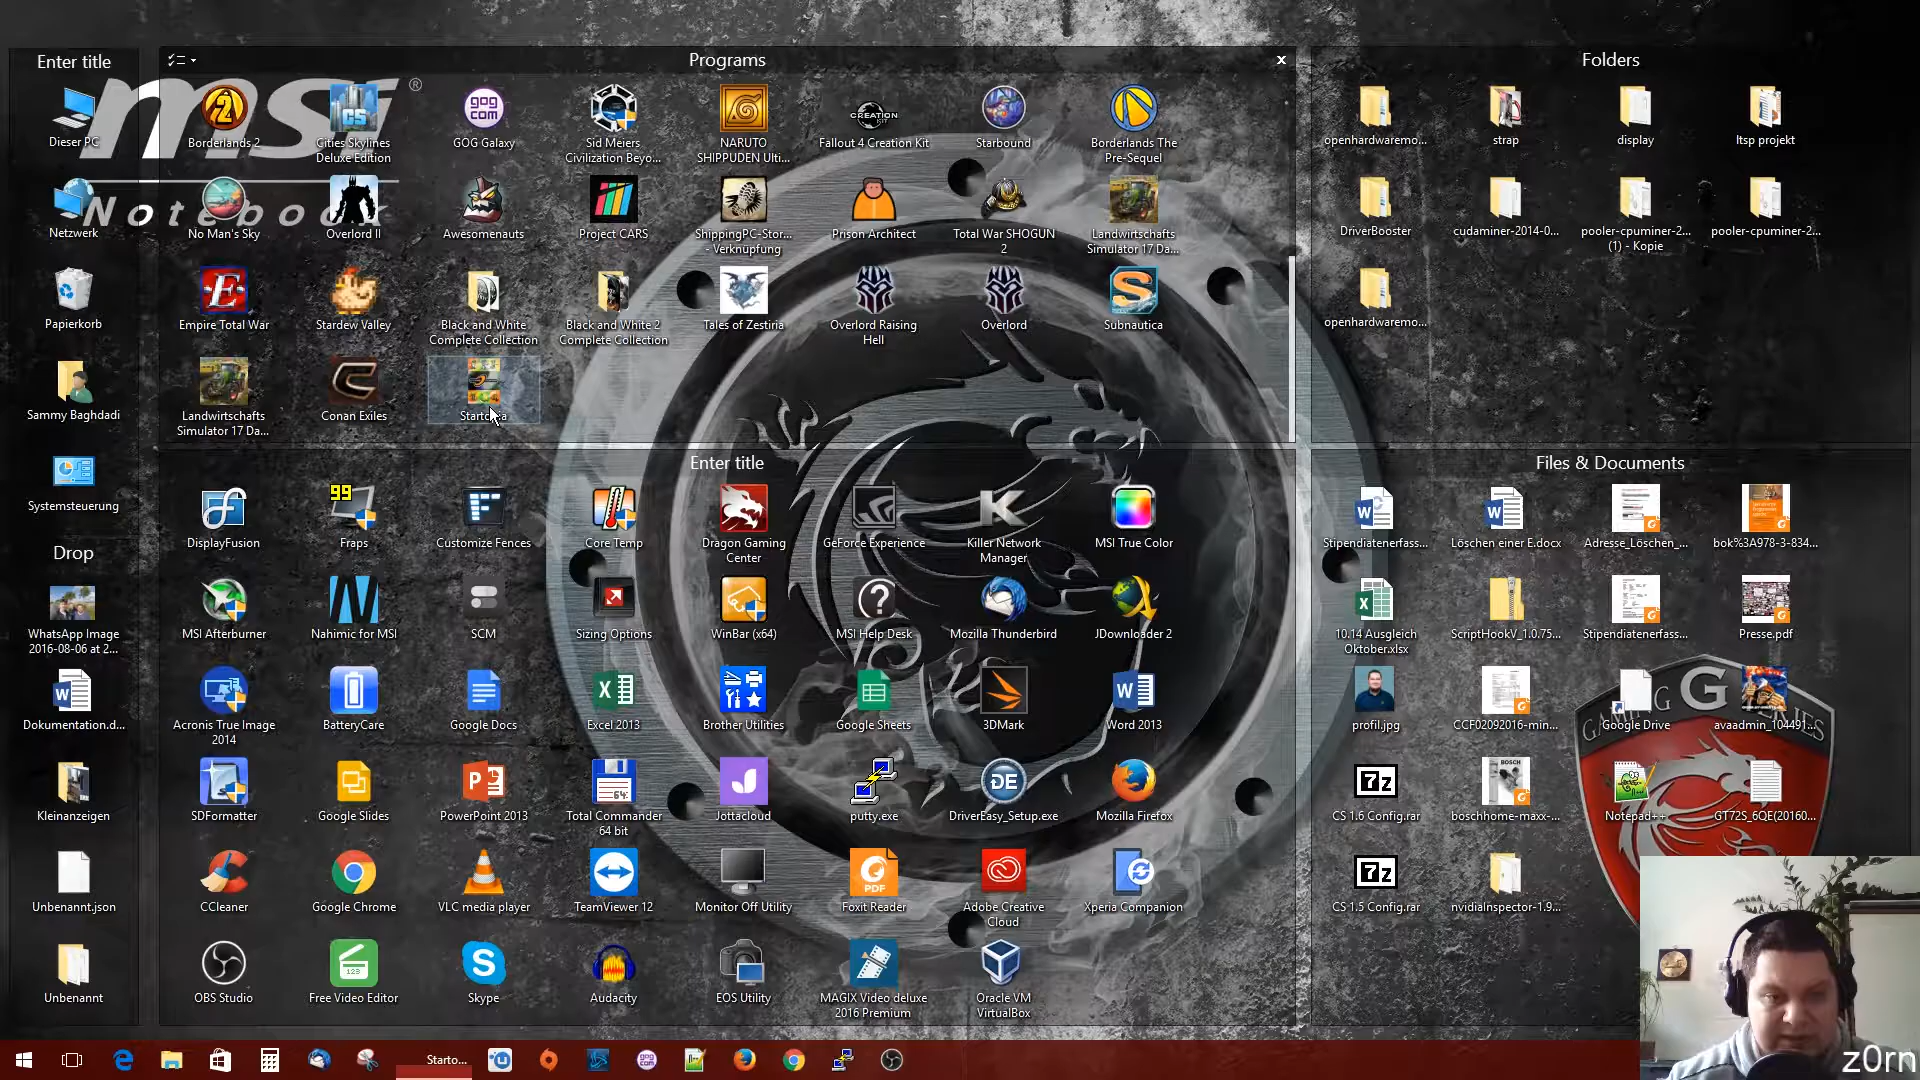 Enter title
msi
®
Notebook
Dieser PC
Netzwerk
Papierkorb
Sammy Baghdadi
Systemsteuerung
Drop
WhatsApp Image
2016-08-06 at 2...
Dokumentation.d...
Kleinanzeigen
Unbenannt.json
Unbenannt
Programs
Borderlands 2
Cities Skylines
Deluxe Edition
GOG Galaxy
Sid Meiers
Civilization Beyo...
NARUTO
SHIPPUDEN Ulti...
Fallout 4 Creation Kit
Starbound
Borderlands The
Pre-Sequel
No Man's Sky
Overlord II
Awesomenauts
Project CARS
ShippingPC-Stor...
- Verknüpfung
Prison Architect
Total War SHOGUN
2
Landwirtschafts
Simulator 17 Da...
Empire Total War
Stardew Valley
Black and White
Complete Collection
Black and White 2
Complete Collection
Tales of Zestiria
Overlord Raising
Hell
Overlord
Subnautica
Landwirtschafts
Simulator 17 Da...
Conan Exiles
Enter title
DisplayFusion
99
Fraps
Customize Fences
Core Temp
Dragon Gaming
Center
GeForce Experience
Killer Network
Manager
MSI True Color
MSI Afterburner
Nahimic for MSI
SCM
Sizing Options
WinBar (x64)
MSI Help Desk
Mozilla Thunderbird
JDownloader 2
Acronis True Image
2014
BatteryCare
Google Docs
Excel 2013
Brother Utilities
Google Sheets
3DMark
Word 2013
SDFormatter
Google Slides
PowerPoint 2013
Total Commander
64 bit
Jottacloud
putty.exe
DriverEasy_Setup.exe
Mozilla Firefox
CCleaner
Google Chrome
VLC media player
TeamViewer 12
Monitor Off Utility
PDF
Foxit Reader
Adobe Creative
Cloud
Xperia Companion
OBS Studio
Free Video Editor
Skype
Audacity
EOS Utility
MAGIX Video deluxe
2016 Premium
Oracle VM
VirtualBox
Folders
openhardwaremo...
strap
display
ltsp projekt
DriverBooster
cudaminer-2014-0...
pooler-cpuminer-2...
(1) - Kopie
pooler-cpuminer-2...
openhardwaremo...
Files & Documents
Stipendiatenerfass...
Löschen einer E.docx
Adresse_Löschen_...
bok%3A978-3-834...
10.14 Ausgleich
Oktober.xlsx
ScriptHookV_1.0.75...
Stipendiatenerfass...
Presse.pdf
profil.jpg
CCF02092016-min...
Google Drive
avaadmin_104491...
CS 1.6 Config.rar
boschhome-maxx-...
Notepad++
GT72S_6QE(20160...
CS 1.5 Config.rar
nvidiaInspector-1.9...
Starto...
z0rn